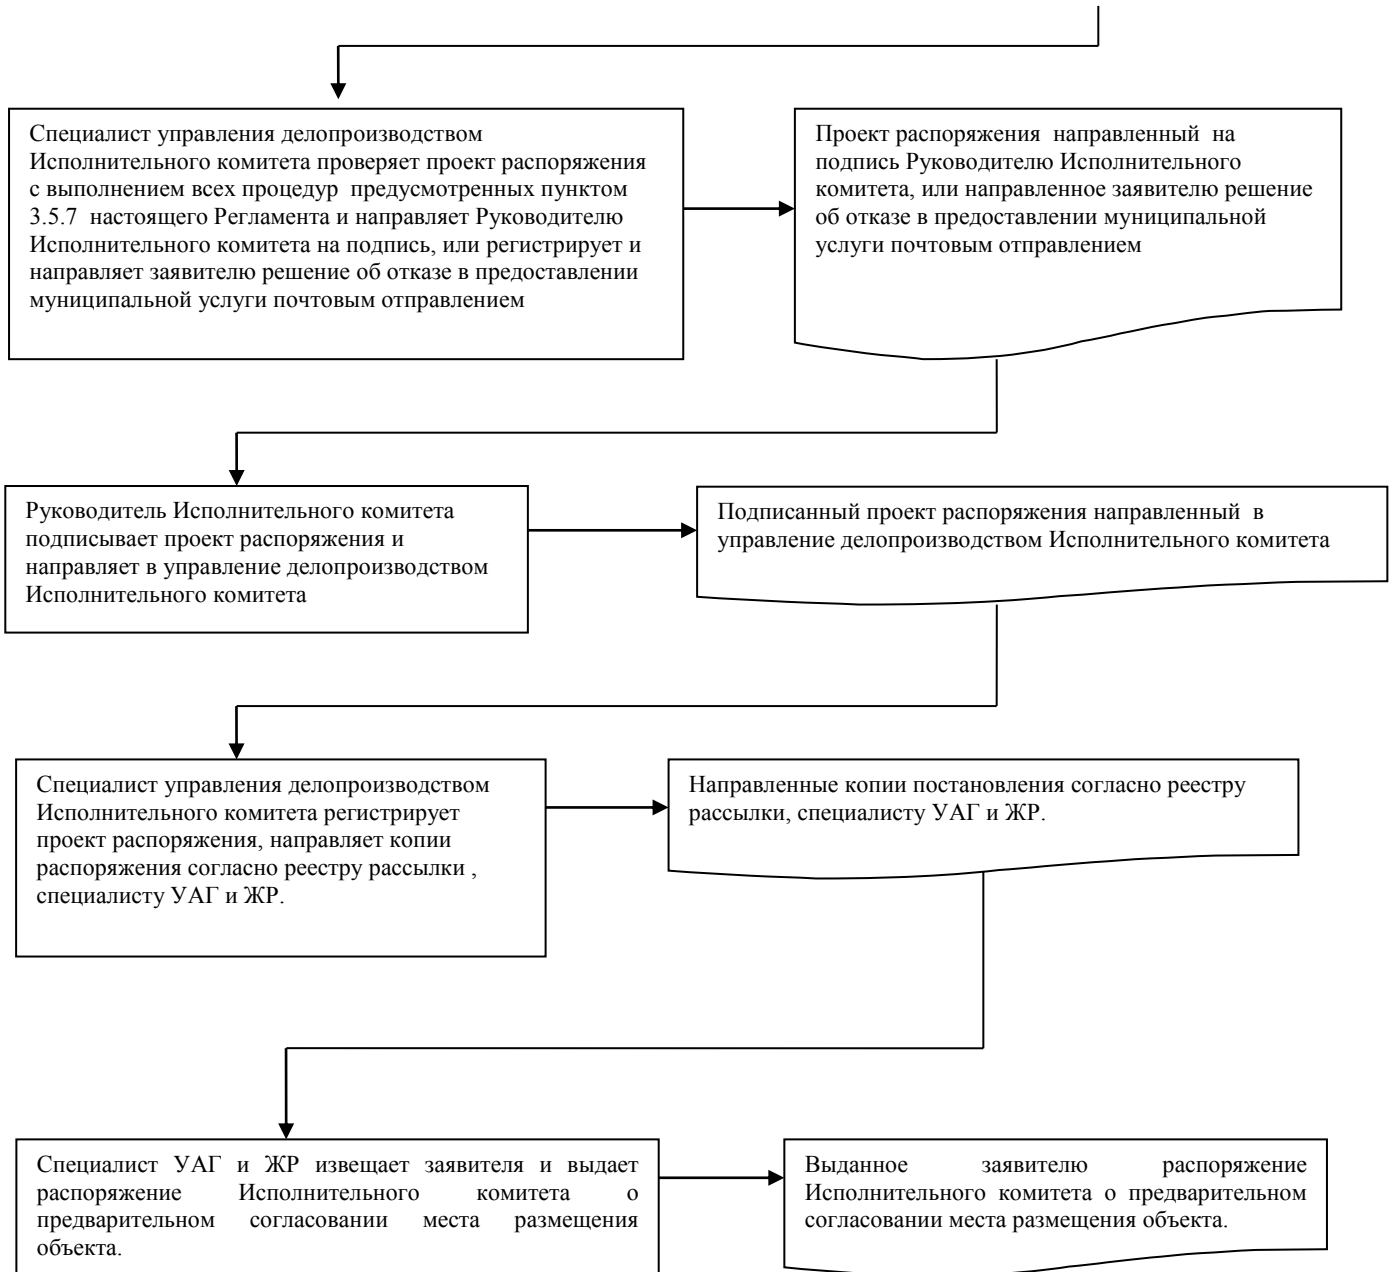 Специалист управления делопроизводством
Исполнительного комитета проверяет проект распоряжения
с выполнением всех процедур предусмотренных пунктом
3.5.7 настоящего Регламента и направляет Руководителю
Исполнительного комитета на подпись, или регистрирует и
направляет заявителю решение об отказе в предоставлении
муниципальной услуги почтовым отправлением
Проект распоряжения направленный на
подпись Руководителю Исполнительного
комитета, или направленное заявителю решение
об отказе в предоставлении муниципальной
услуги почтовым отправлением
Руководитель Исполнительного комитета
подписывает проект распоряжения и
направляет в управление делопроизводством
Исполнительного комитета
Подписанный проект распоряжения направленный в
управление делопроизводством Исполнительного комитета
Специалист управления делопроизводством
Исполнительного комитета регистрирует
проект распоряжения, направляет копии
распоряжения согласно реестру рассылки ,
специалисту УАГ и ЖР.
Направленные копии постановления согласно реестру
рассылки, специалисту УАГ и ЖР.
Специалист УАГ и ЖР извещает заявителя и выдает
распоряжение Исполнительного комитета о
предварительном согласовании места размещения
объекта.
Выданное заявителю распоряжение
Исполнительного комитета о предварительном
согласовании места размещения объекта.